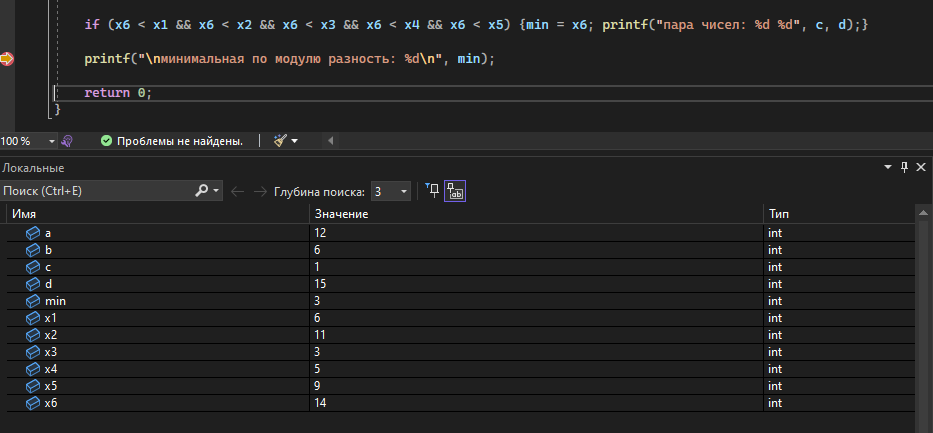 if (x6 < x1 && x6 < x2 && x6 < x3 && x6 < x4 && x6 < x5) {min = x6; printf("пара чисел: %d %d", c, d);}
printf("\nминимальная по модулю разность: %d\n", min);
return 0;
}
100 % Проблемы не найдены.
Локальные
Поиск (Ctrl+E) Глубина поиска: 3
Имя Значение Тип
a 12 int
b 6 int
c 1 int
d 15 int
min 3 int
x1 6 int
x2 11 int
x3 3 int
x4 5 int
x5 9 int
x6 14 int